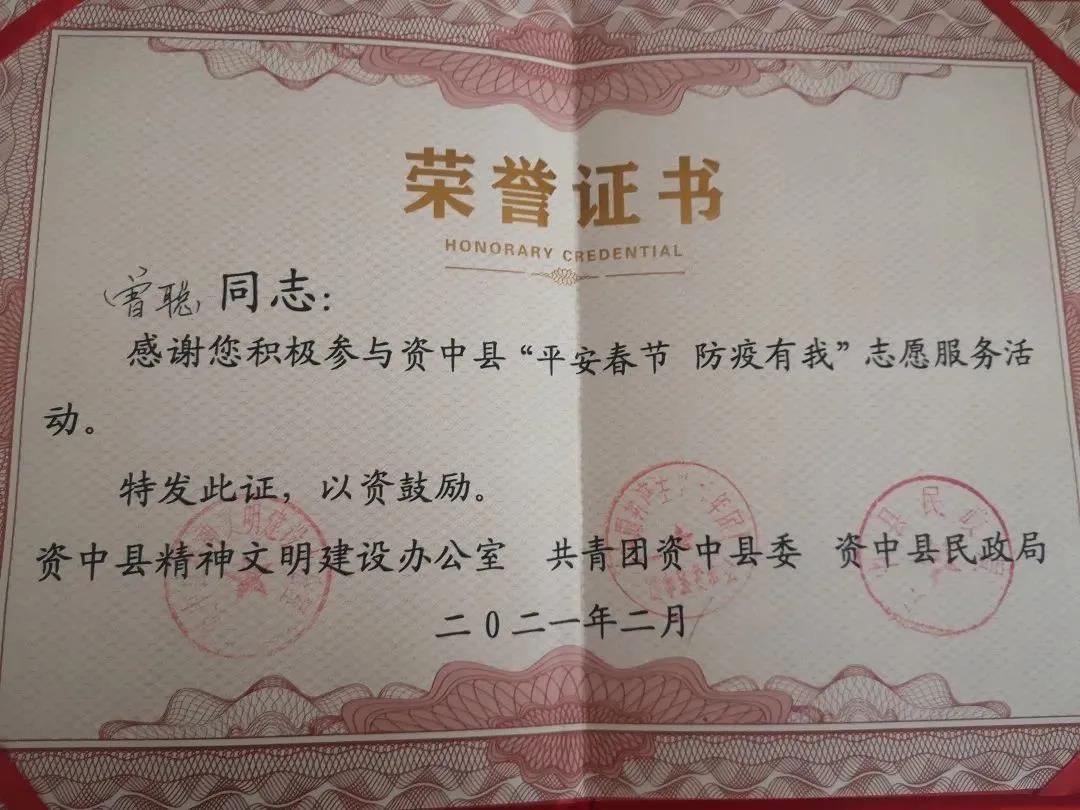 荣誉证书
HONORARY CREDENTIAL
曾聪同志：
感谢您积极参与资中县“平安春节 防疫有我”志愿服务活
动。
特发此证，以资鼓励。
资中县精神文明建设办公室 共青团资中县委 资中县民政局
二0二一年二月